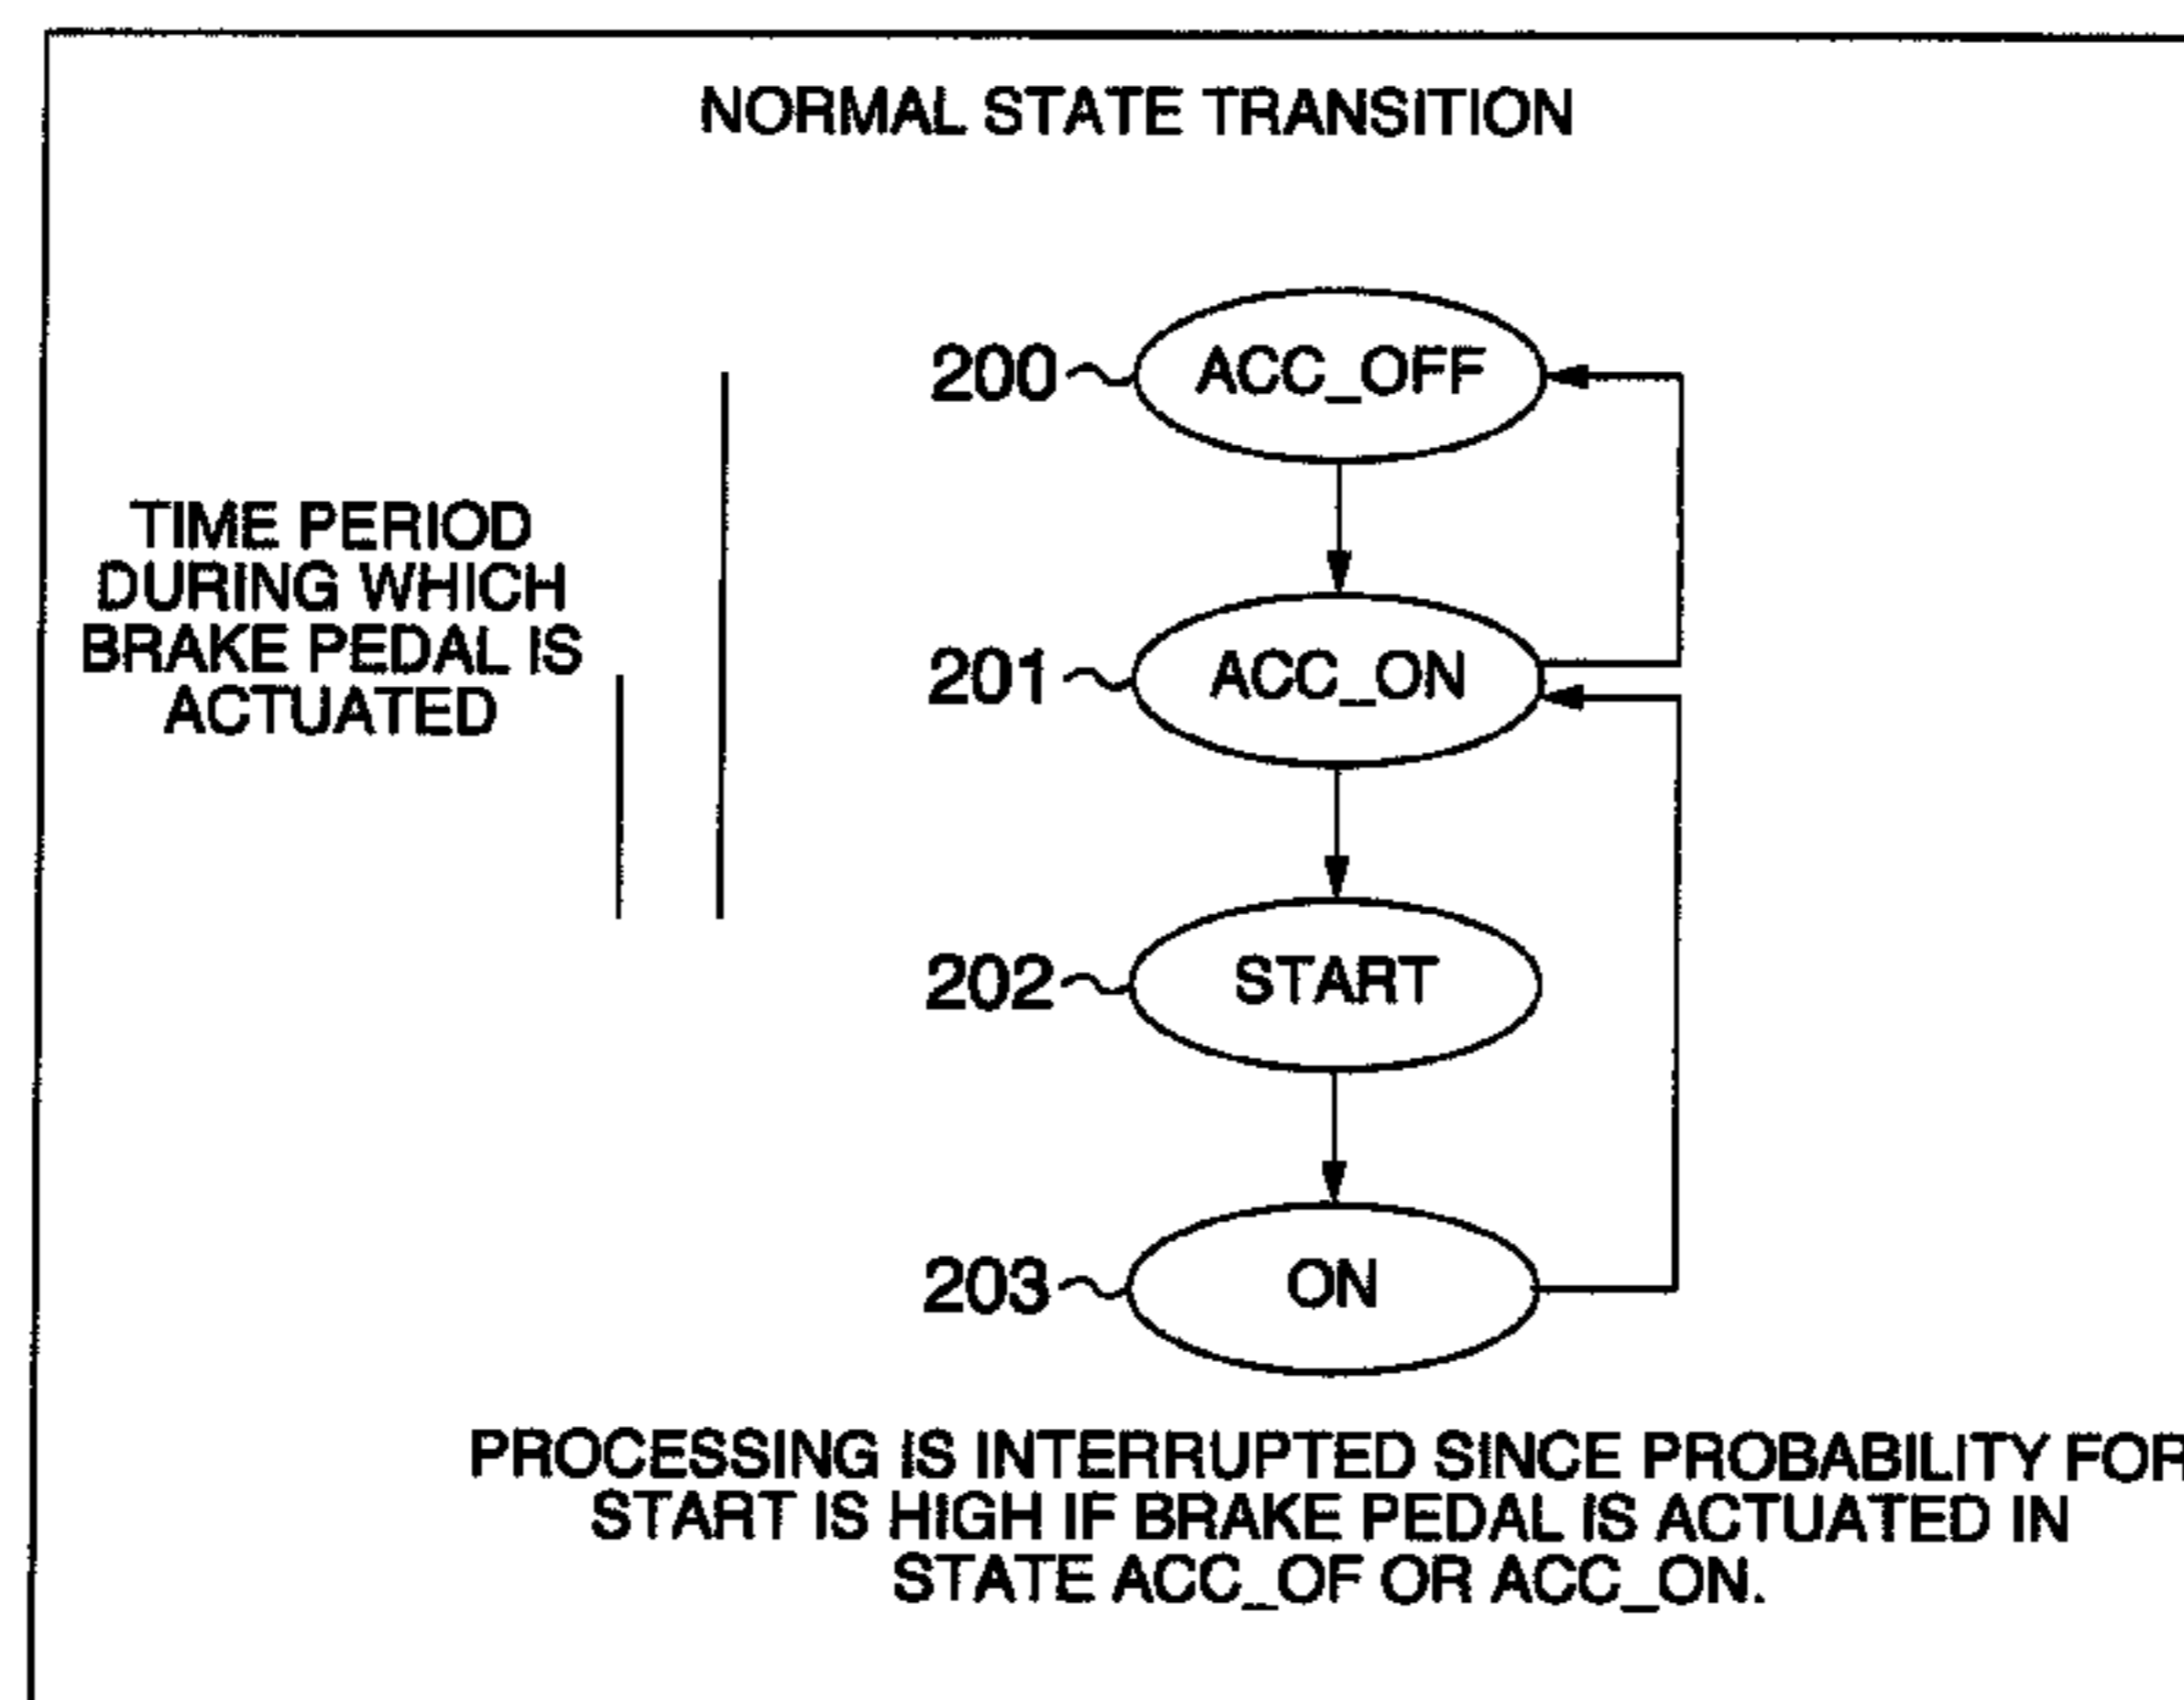 NORMAL STATE TRANSITION
200 ACC_OFF
TIME PERIOD
DURING WHICH
BRAKE PEDAL IS
ACTUATED
201 ACC_ON
202 START
203 ON
PROCESSING IS INTERRUPTED SINCE PROBABILITY FOR
START IS HIGH IF BRAKE PEDAL IS ACTUATED IN
STATE ACC_OF OR ACC_ON.